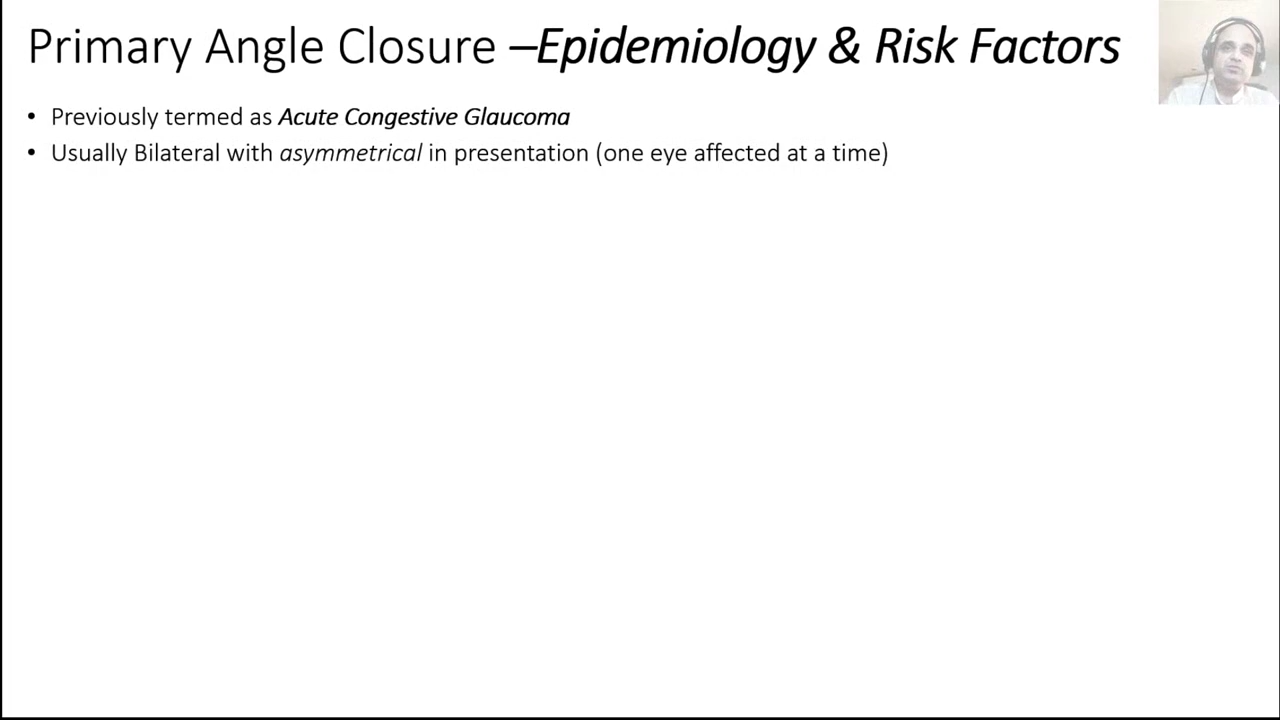 Primary Angle Closure –Epidemiology & Risk Factors
• Previously termed as Acute Congestive Glaucoma
• Usually Bilateral with asymmetrical in presentation (one eye affected at a time)